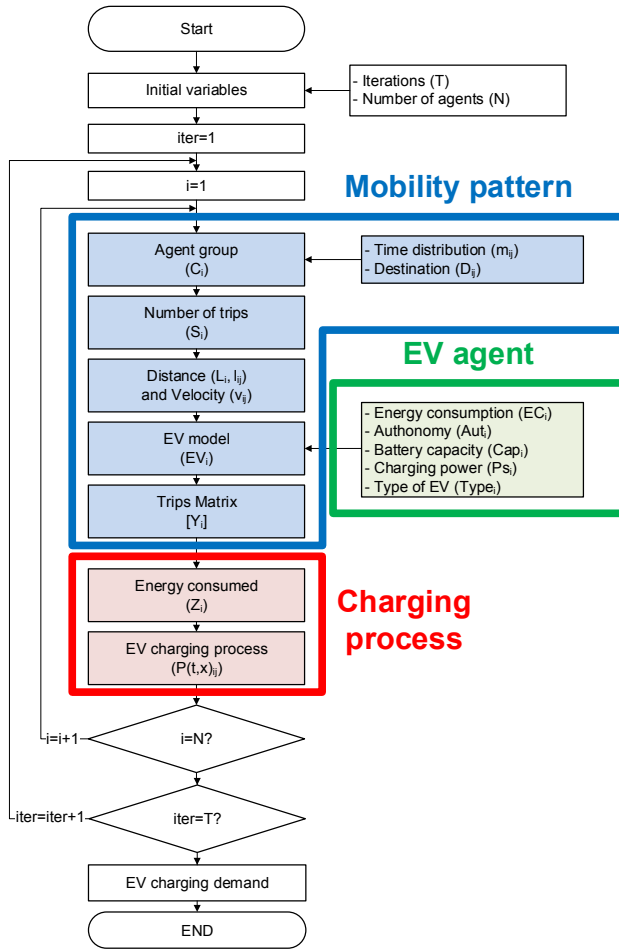 Start
Initial variables
- Iterations (T)
- Number of agents (N)
iter=1
i=1
Mobility pattern
Agent group
(Cᵢ)
- Time distribution (mᵢⱼ)
- Destination (Dᵢⱼ)
Number of trips
(Sᵢ)
Distance (Lᵢ, lᵢⱼ)
and Velocity (vᵢⱼ)
EV agent
EV model
(EVᵢ)
- Energy consumption (ECᵢ)
- Authonomy (Autᵢ)
- Battery capacity (Capᵢ)
- Charging power (Psᵢ)
- Type of EV (Typeᵢ)
Trips Matrix
[Yᵢ]
Energy consumed
(Zᵢ)
Charging
process
EV charging process
(P(t,x)ᵢⱼ)
i=i+1
i=N?
iter=iter+1
iter=T?
EV charging demand
END